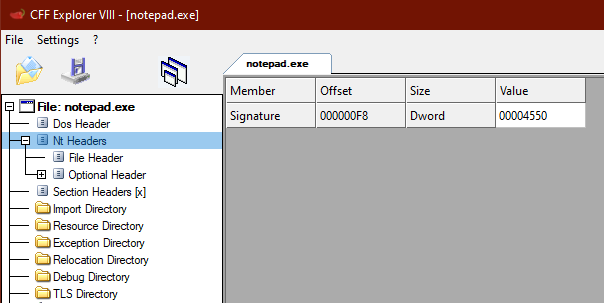 CFF Explorer VIII - [notepad.exe]
File Settings ?
notepad.exe
Member Offset Size Value
Signature 000000F8 Dword 00004550
File: notepad.exe
Dos Header
Nt Headers
File Header
Optional Header
Section Headers [x]
Import Directory
Resource Directory
Exception Directory
Relocation Directory
Debug Directory
TLS Directory